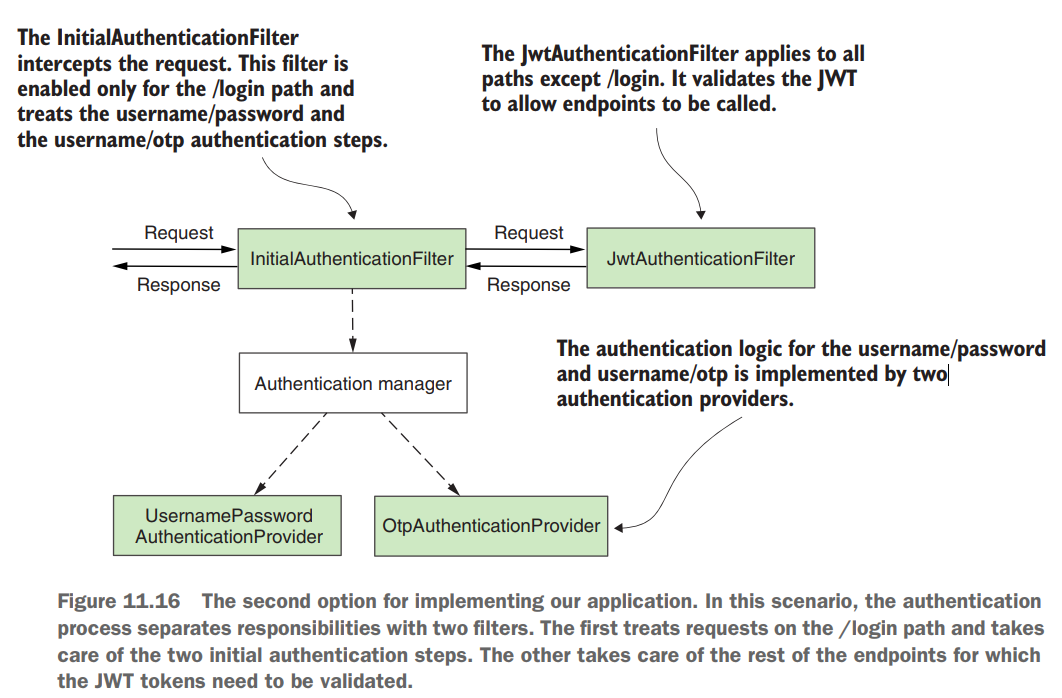 The InitialAuthenticationFilter
intercepts the request. This filter is
enabled only for the /login path and
treats the username/password and
the username/otp authentication steps.
The JwtAuthenticationFilter applies to all
paths except /login. It validates the JWT
to allow endpoints to be called.
Request
Response
InitialAuthenticationFilter
Request
Response
JwtAuthenticationFilter
Authentication manager
The authentication logic for the username/password
and username/otp is implemented by two
authentication providers.
UsernamePassword
AuthenticationProvider
OtpAuthenticationProvider
Figure 11.16 The second option for implementing our application. In this scenario, the authentication
process separates responsibilities with two filters. The first treats requests on the /login path and takes
care of the two initial authentication steps. The other takes care of the rest of the endpoints for which
the JWT tokens need to be validated.